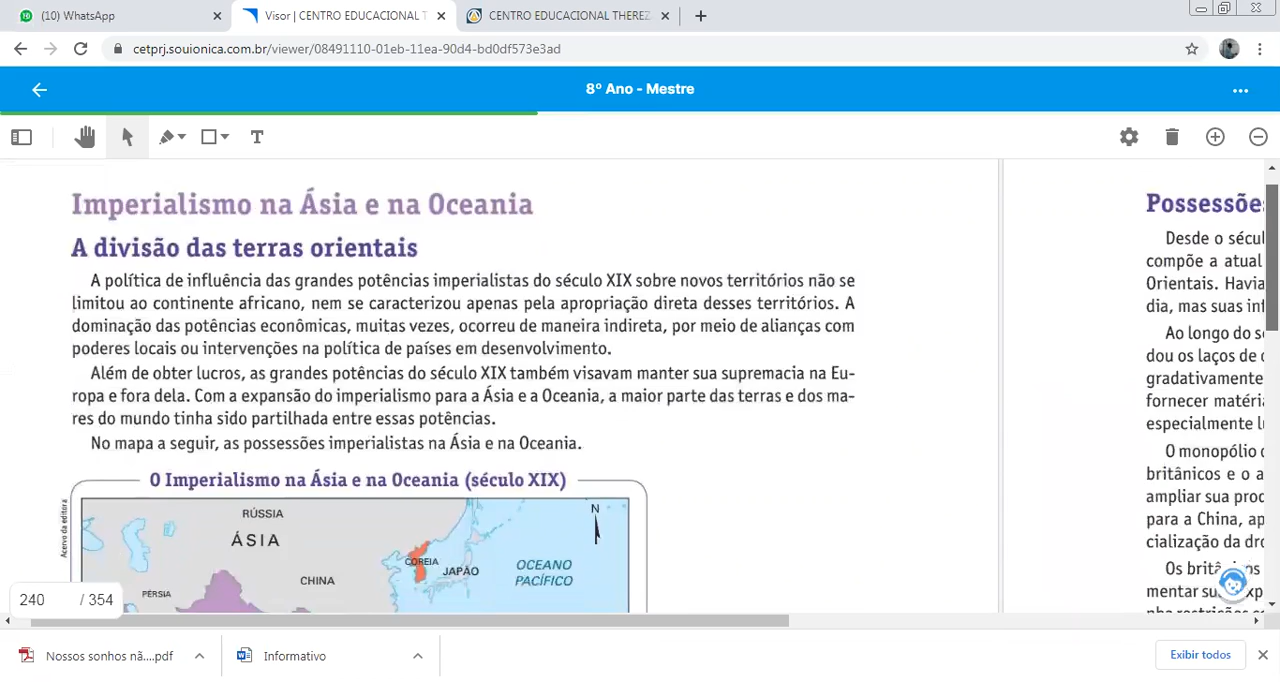 (10) WhatsApp
Visor | CENTRO EDUCACIONAL T
CENTRO EDUCACIONAL THEREZ
cetprj.souionica.com.br/viewer/08491110-01eb-11ea-90d4-bd0df573e3ad
8º Ano - Mestre
T
Imperialismo na Ásia e na Oceania
A divisão das terras orientais
A política de influência das grandes potências imperialistas do século XIX sobre novos territórios não se
limitou ao continente africano, nem se caracterizou apenas pela apropriação direta desses territórios. A
dominação das potências econômicas, muitas vezes, ocorreu de maneira indireta, por meio de alianças com
poderes locais ou intervenções na política de países em desenvolvimento.
Além de obter lucros, as grandes potências do século XIX também visavam manter sua supremacia na Eu-
ropa e fora dela. Com a expansão do imperialismo para a Ásia e a Oceania, a maior parte das terras e dos ma-
res do mundo tinha sido partilhada entre essas potências.
No mapa a seguir, as possessões imperialistas na Ásia e na Oceania.
O Imperialismo na Ásia e na Oceania (século XIX)
Acervo da editora
RÚSSIA
ÁSIA
N
COREIA
JAPÃO
OCEANO
PACÍFICO
CHINA
PÉRSIA
Possessõe
Desde o sécul
compõe a atual
Orientais. Havia
dia, mas suas inf
Ao longo do sé
dou os laços de
gradativamente
fornecer matéria
especialmente l
O monopólio
britânicos e o a
ampliar sua prod
para a China, ap
cialização da dro
Os britânicos
mentar su exp
240 / 354
Nossos sonhos nã....pdf
Informativo
Exibir todos